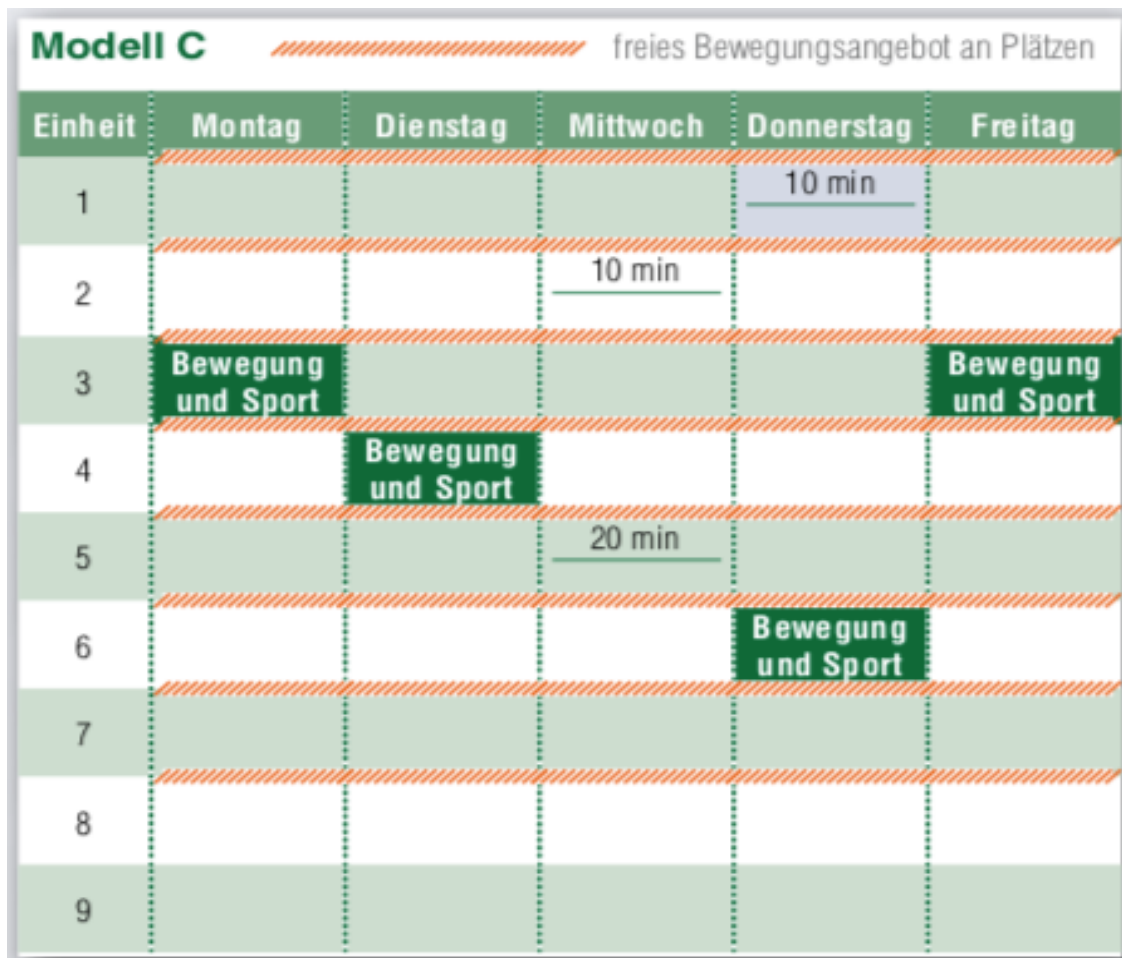 Modell C freies Bewegungsangebot an Plätzen
Einheit Montag Dienstag Mittwoch Donnerstag Freitag
1 10 min
2 10 min
3 Bewegung und Sport Bewegung und Sport
4 Bewegung und Sport
5 20 min
6 Bewegung und Sport
7
8
9